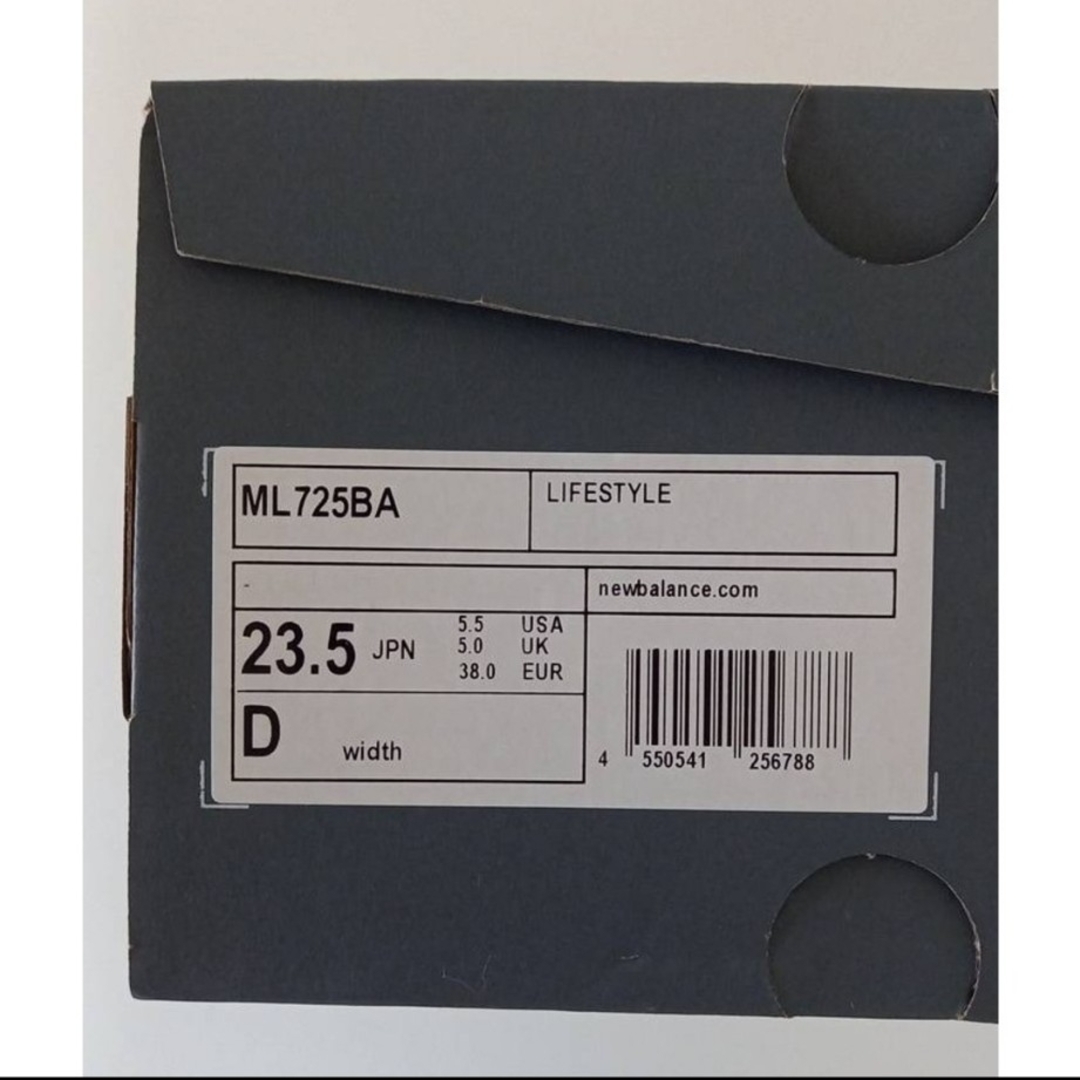 ML725BA
LIFESTYLE
-
newbalance.com
23.5 JPN
5.5 USA
5.0 UK
38.0 EUR
D width
4 550541 256788